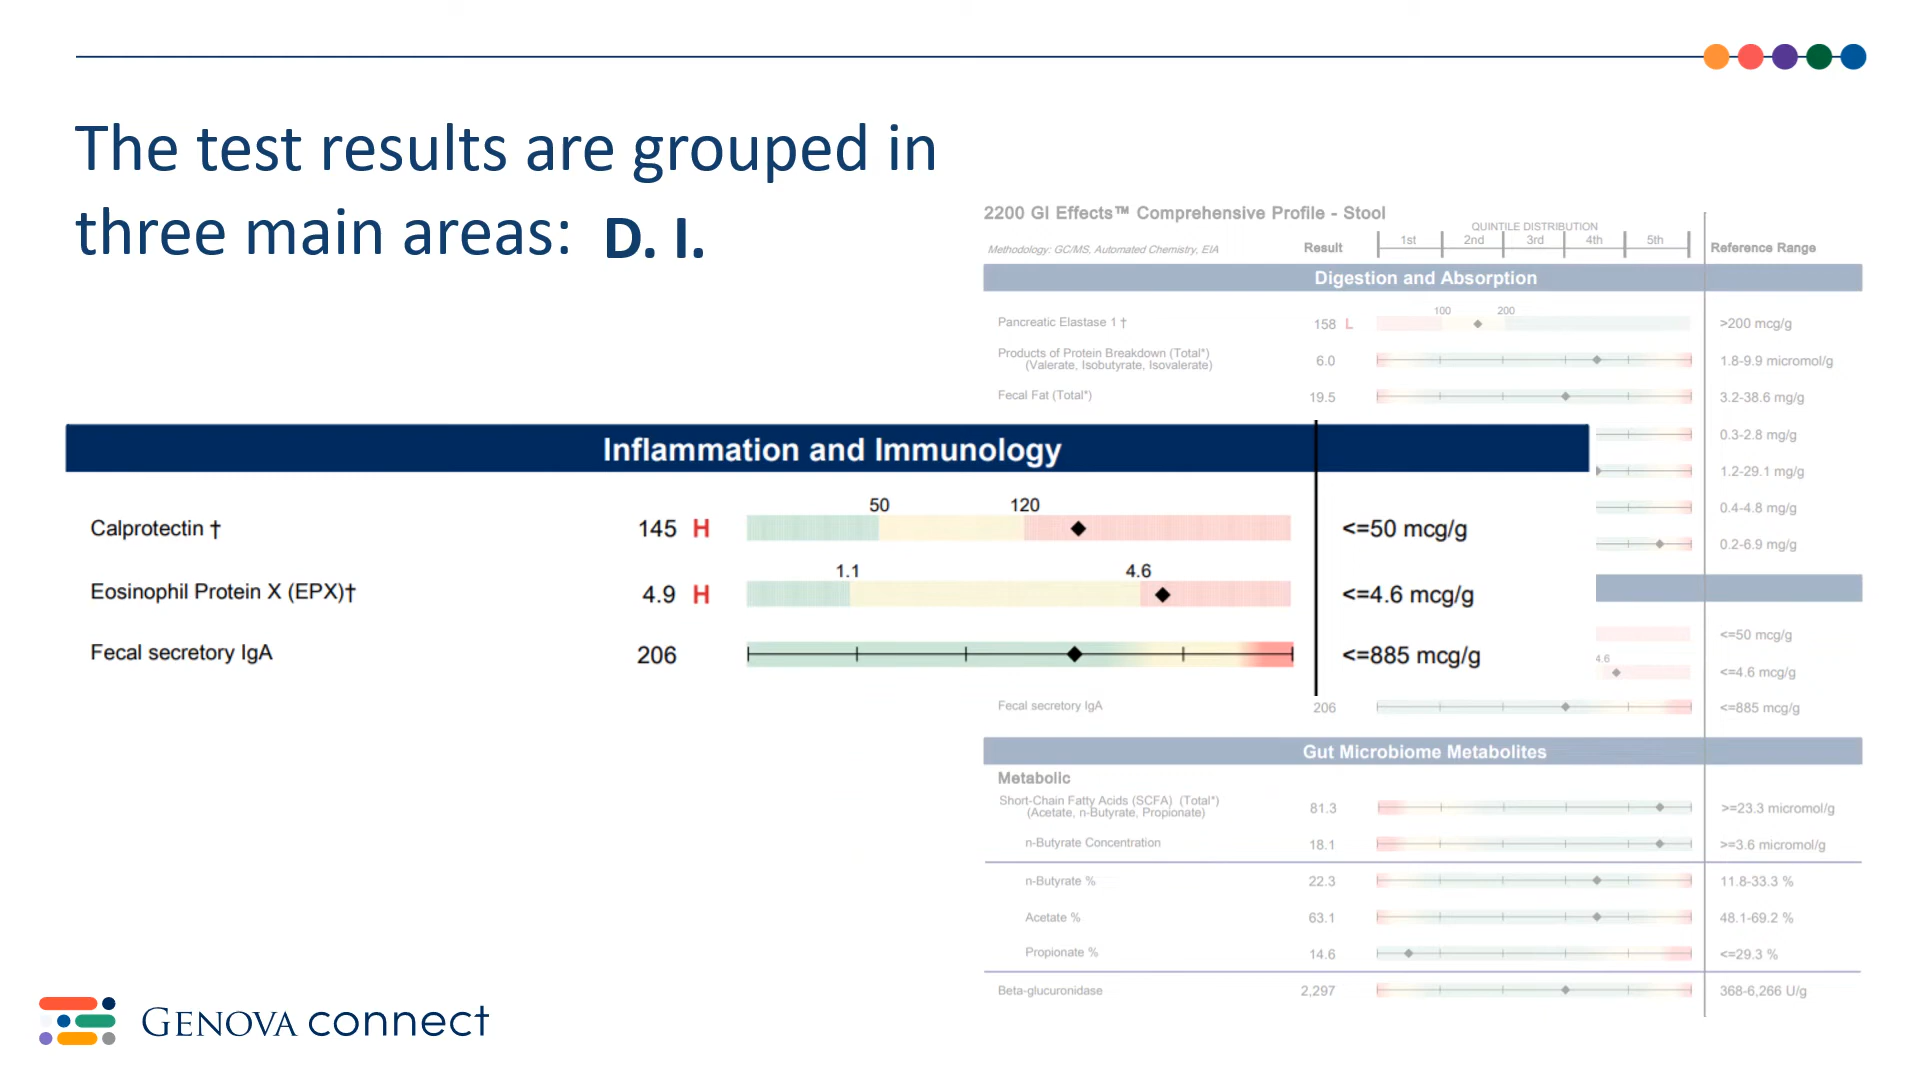 The test results are grouped in
three main areas: D. I.
2200 GI Effects™ Comprehensive Profile - Stool
QUINTILE DISTRIBUTION
Methodology: GC/MS, Automated Chemistry, EIA Result 1st 2nd 3rd 4th 5th Reference Range
Digestion and Absorption
100 200
Pancreatic Elastase 1 † 158 L >200 mcg/g
Products of Protein Breakdown (Total*)
(Valerate, Isobutyrate, Isovalerate) 6.0 1.8-9.9 micromol/g
Fecal Fat (Total*) 19.5 3.2-38.6 mg/g
0.3-2.8 mg/g
1.2-29.1 mg/g
0.4-4.8 mg/g
0.2-6.9 mg/g
Inflammation and Immunology
50 120
Calprotectin † 145 H <=50 mcg/g
1.1 4.6
Eosinophil Protein X (EPX)† 4.9 H <=4.6 mcg/g
Fecal secretory IgA 206 <=885 mcg/g
<=50 mcg/g
4.6
<=4.6 mcg/g
Fecal secretory IgA 206 <=885 mcg/g
Gut Microbiome Metabolites
Metabolic
Short-Chain Fatty Acids (SCFA) (Total*)
(Acetate, n-Butyrate, Propionate) 81.3 >=23.3 micromol/g
n-Butyrate Concentration 18.1 >=3.6 micromol/g
n-Butyrate % 22.3 11.8-33.3 %
Acetate % 63.1 48.1-69.2 %
Propionate % 14.6 <=29.3 %
Beta-glucuronidase 2,297 368-6,266 U/g
GENOVA connect